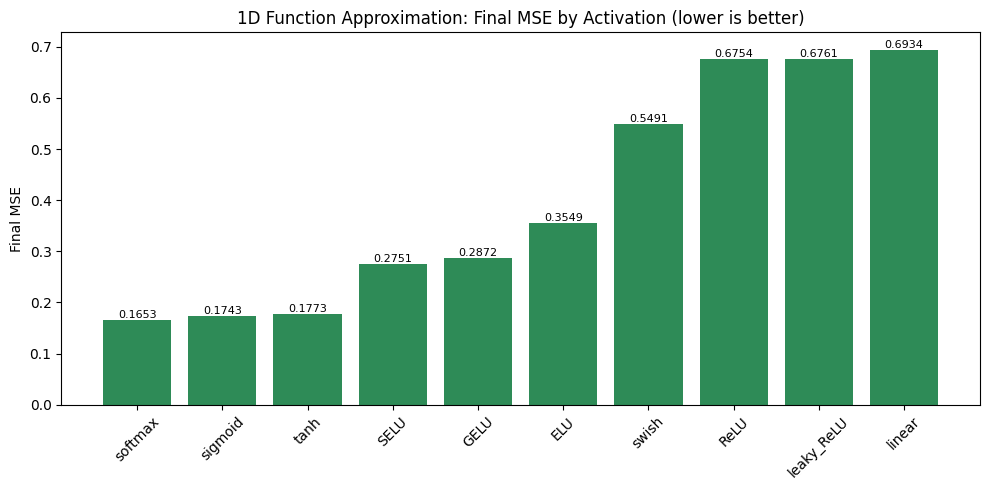 1D Function Approximation: Final MSE by Activation (lower is better)
Final MSE
0.7
0.6
0.5
0.4
0.3
0.2
0.1
0.0
0.1653
0.1743
0.1773
0.2751
0.2872
0.3549
0.5491
0.6754
0.6761
0.6934
softmax
sigmoid
tanh
SELU
GELU
ELU
swish
ReLU
leaky_ReLU
linear